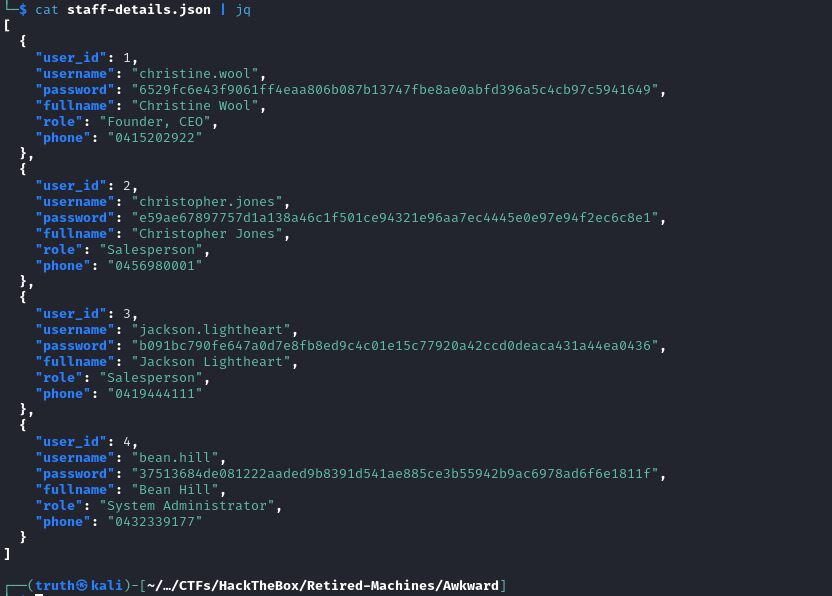 └─$ cat staff-details.json | jq
[
  {
    "user_id": 1,
    "username": "christine.wool",
    "password": "6529fc6e43f9061ff4eaa806b087b13747fbe8ae0abfd396a5c4cb97c5941649",
    "fullname": "Christine Wool",
    "role": "Founder, CEO",
    "phone": "0415202922"
  },
  {
    "user_id": 2,
    "username": "christopher.jones",
    "password": "e59ae67897757d1a138a46c1f501ce94321e96aa7ec4445e0e97e94f2ec6c8e1",
    "fullname": "Christopher Jones",
    "role": "Salesperson",
    "phone": "0456980001"
  },
  {
    "user_id": 3,
    "username": "jackson.lightheart",
    "password": "b091bc790fe647a0d7e8fb8ed9c4c01e15c77920a42ccd0deaca431a44ea0436",
    "fullname": "Jackson Lightheart",
    "role": "Salesperson",
    "phone": "0419444111"
  },
  {
    "user_id": 4,
    "username": "bean.hill",
    "password": "37513684de081222aaded9b8391d541ae885ce3b55942b9ac6978ad6f6e1811f",
    "fullname": "Bean Hill",
    "role": "System Administrator",
    "phone": "0432339177"
  }
]
┌──(truth㉿kali)-[~/…/CTFs/HackTheBox/Retired-Machines/Awkward]